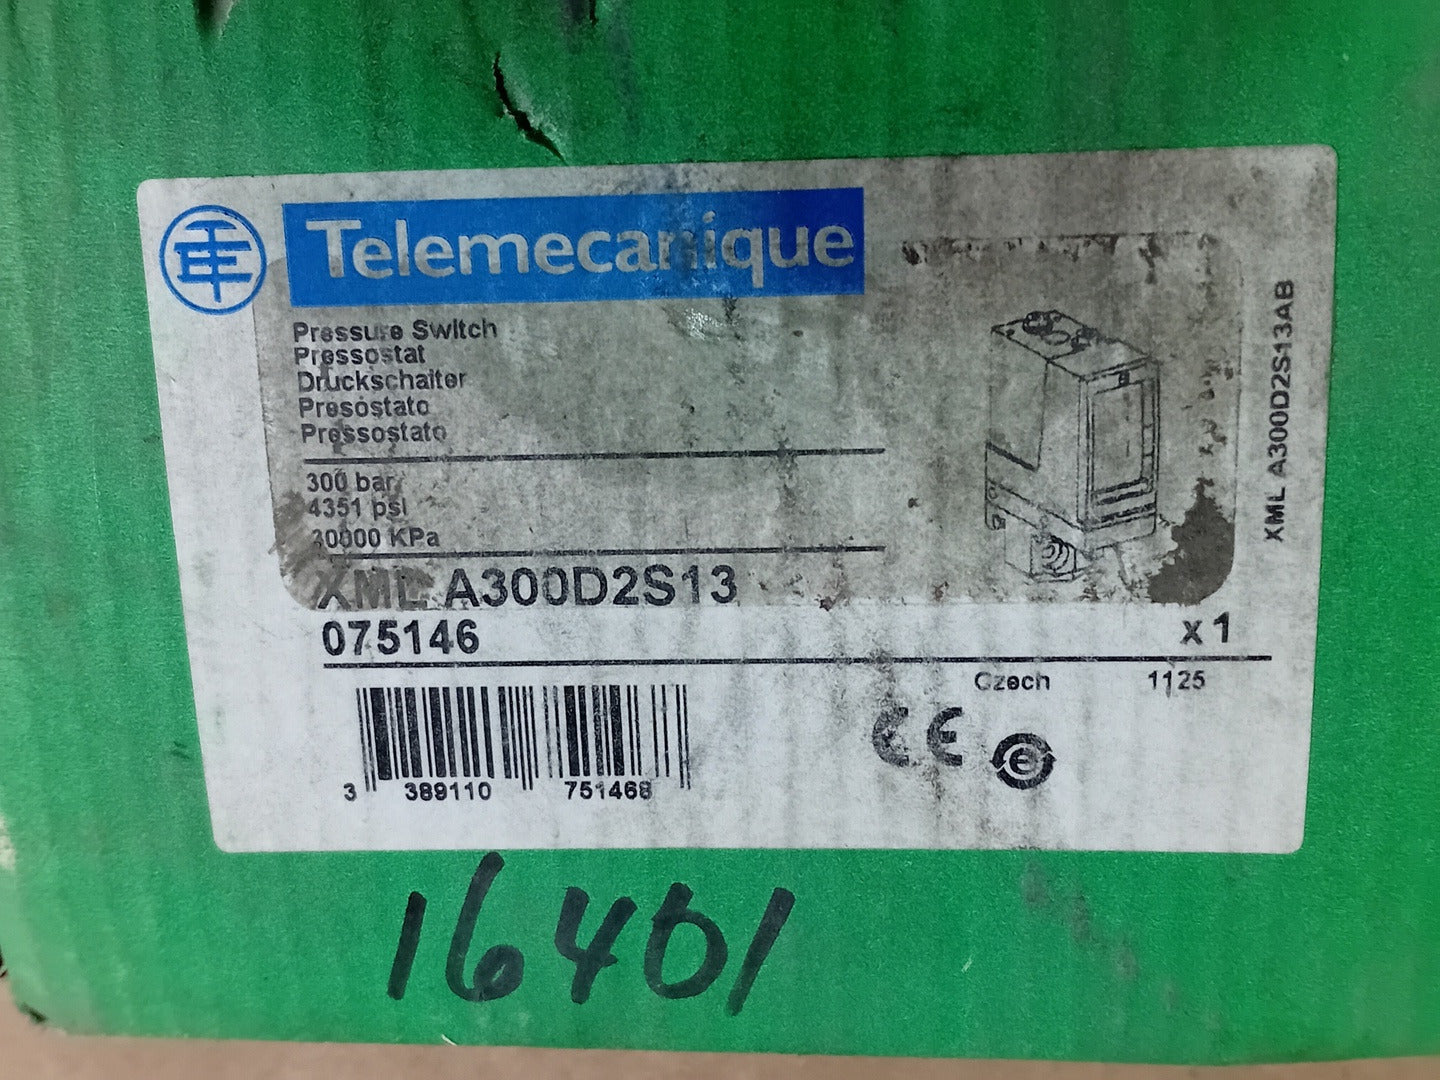 Telemecanique
Pressure Switch
Pressostat
Druckschalter
Presostato
Pressostato
300 bar
4351 psi
30000 KPa
XML A300D2S13
075146
x 1
Czech 1125
3 389110 751468
CE
XML A300D2S13AB
16401